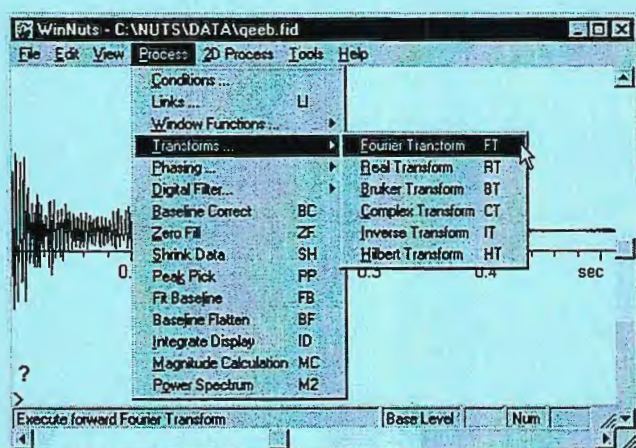 WinNuts - C:\NUTS\DATA\qeeb.fid
File Edit View Process 2D Process Tools Help
Conditions ...
Links ... LI
Window Functions ...
Transforms ...
Phasing ...
Digital Filter...
Baseline Correct BC
Zero Fill ZF
Shrink Data SH
Peak Pick PP
Fit Baseline FB
Baseline Flatten BF
Integrate Display ID
Magnitude Calculation MC
Power Spectrum M2
Fourier Transform FT
Real Transform RT
Bruker Transform BT
Complex Transform CT
Inverse Transform IT
Hilbert Transform HT
0. 0.3 0.4 sec
?
>
Execute forward Fourier Transform Base Level Num